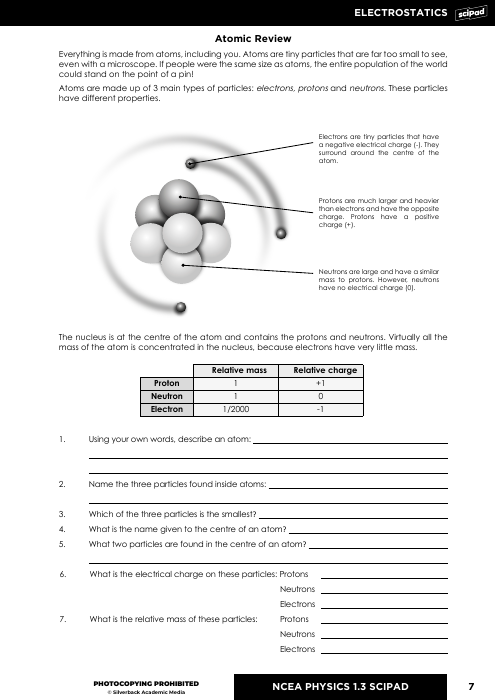 ELECTROSTATICS
scipad
Atomic Review
Everything is made from atoms, including you. Atoms are tiny particles that are far too small to see,
even with a microscope. If people were the same size as atoms, the entire population of the world
could stand on the point of a pin!
Atoms are made up of 3 main types of particles: electrons, protons and neutrons. These particles
have different properties.
Electrons are tiny particles that have
a negative electrical charge (-). They
surround around the centre of the
atom.
Protons are much larger and heavier
than electrons and have the opposite
charge. Protons have a positive
charge (+).
Neutrons are large and have a similar
mass to protons. However, neutrons
have no electrical charge (0).
The nucleus is at the centre of the atom and contains the protons and neutrons. Virtually all the
mass of the atom is concentrated in the nucleus, because electrons have very little mass.
Relative mass Relative charge
Proton 1 +1
Neutron 1 0
Electron 1/2000 -1
1. Using your own words, describe an atom:
2. Name the three particles found inside atoms:
3. Which of the three particles is the smallest?
4. What is the name given to the centre of an atom?
5. What two particles are found in the centre of an atom?
6. What is the electrical charge on these particles: Protons
Neutrons
Electrons
7. What is the relative mass of these particles: Protons
Neutrons
Electrons
PHOTOCOPYING PROHIBITED
© Silverback Academic Media
NCEA PHYSICS 1.3 SCIPAD
7